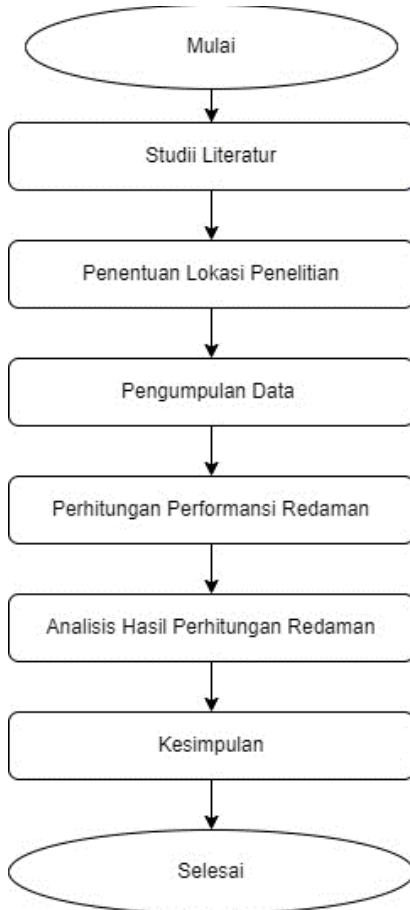 Mulai
Studii Literatur
Penentuan Lokasi Penelitian
Pengumpulan Data
Perhitungan Performansi Redaman
Analisis Hasil Perhitungan Redaman
Kesimpulan
Selesai